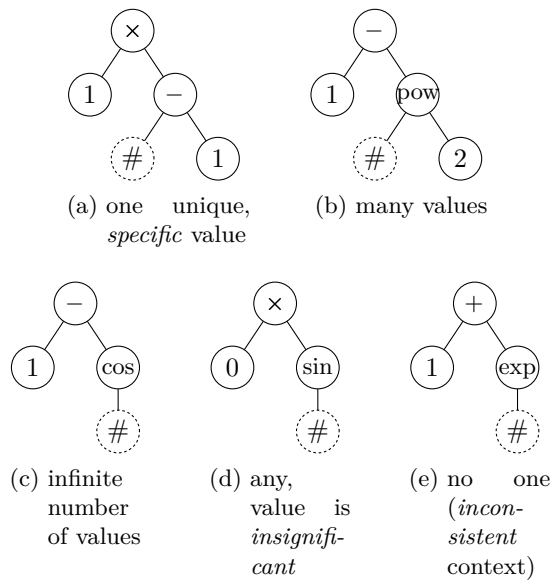 ×
−
1
−
1
pow
#
1
#
2
(a) one unique,
specific value
(b) many values
−
×
+
1
cos
0
sin
1
exp
#
#
#
(c) infinite
number
of values
(d) any,
value is
insignifi-
cant
(e) no one
(incon-
sistent
context)